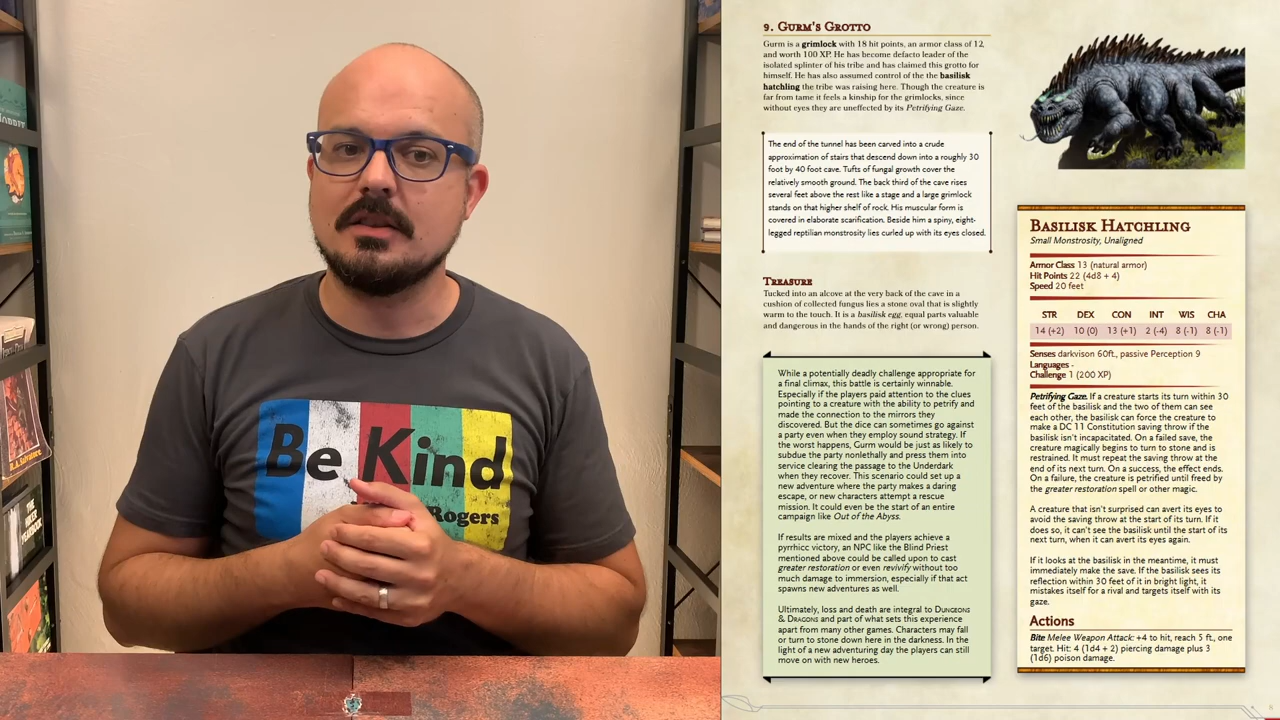 Be Kind
Rogers
R.A. Salvatore
9. Gurm's Grotto
Gurm is a grimlock with 18 hit points, an armor class of 12,
and worth 100 XP. He has become defacto leader of the
isolated splinter of his tribe and has claimed this grotto for
himself. He has also assumed control of the the basilisk
hatchling the tribe was raising here. Though the creature is
far from tame it feels a kinship for the grimlocks, since
without eyes they are uneffected by its Petrifying Gaze.
The end of the tunnel has been carved into a crude
approximation of stairs that descend down into a roughly 30
foot by 40 foot cave. Tufts of fungal growth cover the
relatively smooth ground. The back third of the cave rises
several feet above the rest like a stage and a large grimlock
stands on that higher shelf of rock. His muscular form is
covered in elaborate scarification. Beside him a spiny, eight-
legged reptilian monstrosity lies curled up with its eyes closed.
Treasure
Tucked into an alcove at the very back of the cave in a
cushion of collected fungus lies a stone oval that is slightly
warm to the touch. It is a basilisk egg, equal parts valuable
and dangerous in the hands of the right (or wrong) person.
While a potentially deadly challenge appropriate for
a final climax, this battle is certainly winnable.
Especially if the players paid attention to the clues
pointing to a creature with the ability to petrify and
made the connection to the mirrors they
discovered. But the dice can sometimes go against
a party even when they employ sound strategy. If
the worst happens, Gurm would be just as likely to
subdue the party nonlethally and press them into
service clearing the passage to the Underdark
when they recover. This scenario could set up a
new adventure where the party makes a daring
escape, or new characters attempt a rescue
mission. It could even be the start of an entire
campaign like Out of the Abyss.
If results are mixed and the players achieve a
pyrrhicc victory, an NPC like the Blind Priest
mentioned above could be called upon to cast
greater restoration or even revivify without too
much damage to immersion, especially if that act
spawns new adventures as well.
Ultimately, loss and death are integral to Dungeons
& Dragons and part of what sets this experience
apart from many other games. Characters may fall
or turn to stone down here in the darkness. In the
light of a new adventuring day the players can still
move on with new heroes.
Basilisk Hatchling
Small Monstrosity, Unaligned
Armor Class 13 (natural armor)
Hit Points 22 (4d8 + 4)
Speed 20 feet
STR DEX CON INT WIS CHA
14 (+2) 10 (0) 13 (+1) 2 (-4) 8 (-1) 8 (-1)
Senses darkvison 60ft., passive Perception 9
Languages -
Challenge 1 (200 XP)
Petrifying Gaze. If a creature starts its turn within 30
feet of the basilisk and the two of them can see
each other, the basilisk can force the creature to
make a DC 11 Constitution saving throw if the
basilisk isn't incapacitated. On a failed save, the
creature magically begins to turn to stone and is
restrained. It must repeat the saving throw at the
end of its next turn. On a success, the effect ends.
On a failure, the creature is petrified until freed by
the greater restoration spell or other magic.
A creature that isn't surprised can avert its eyes to
avoid the saving throw at the start of its turn. If it
does so, it can't see the basilisk until the start of its
next turn, when it can avert its eyes again.
If it looks at the basilisk in the meantime, it must
immediately make the save. If the basilisk sees its
reflection within 30 feet of it in bright light, it
mistakes itself for a rival and targets itself with its
gaze.
Actions
Bite Melee Weapon Attack: +4 to hit, reach 5 ft., one
target. Hit: 4 (1d4 + 2) piercing damage plus 3
(1d6) poison damage.